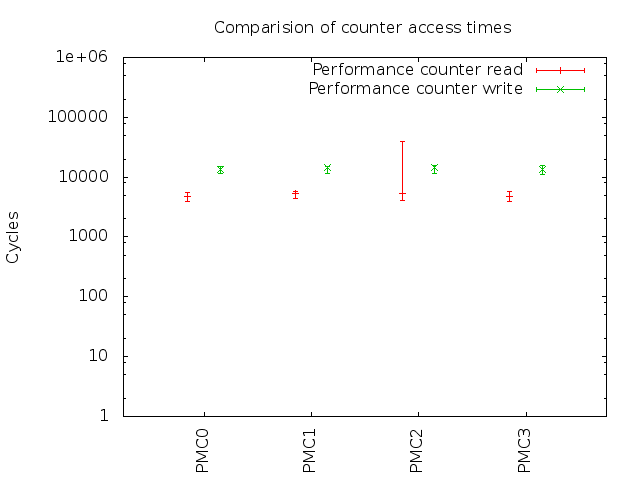 Comparision of counter access times
1e+06
Performance counter read
Performance counter write
100000
10000
1000
100
10
1
Cycles
PMC0
PMC1
PMC2
PMC3